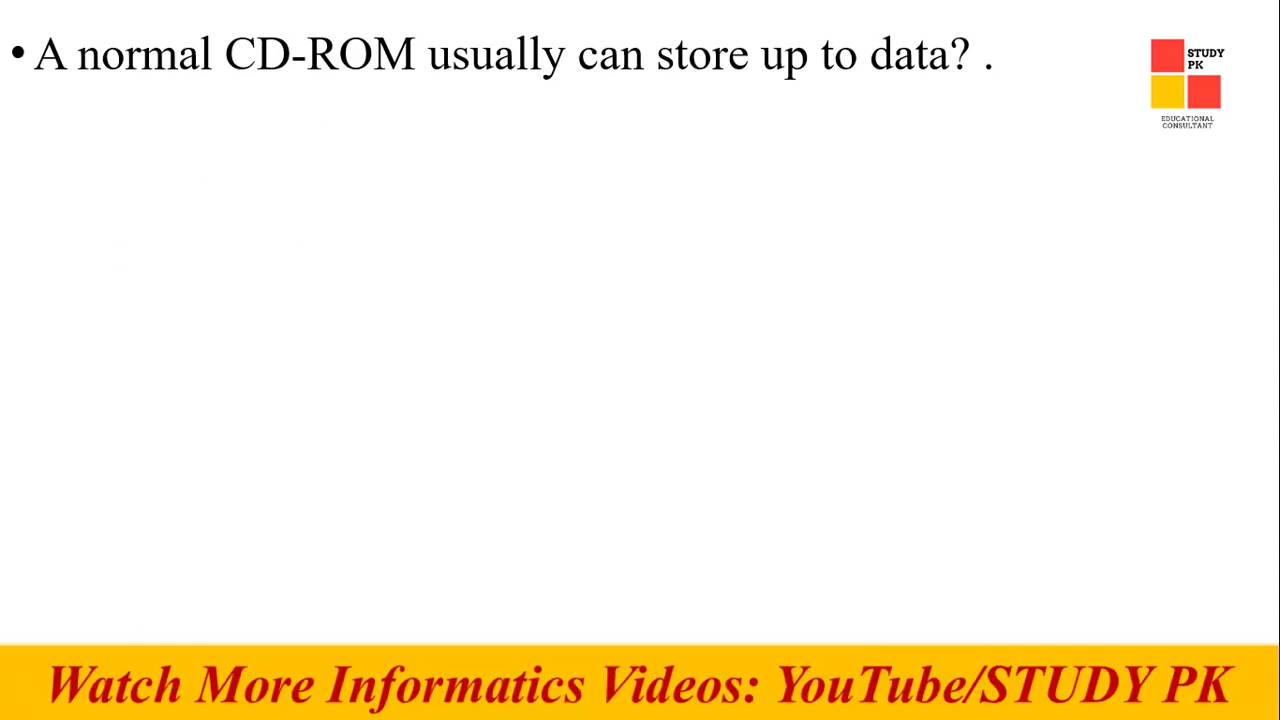 • A normal CD-ROM usually can store up to data? .
STUDY
PK
EDUCATIONAL
CONSULTANT
Watch More Informatics Videos: YouTube/STUDY PK